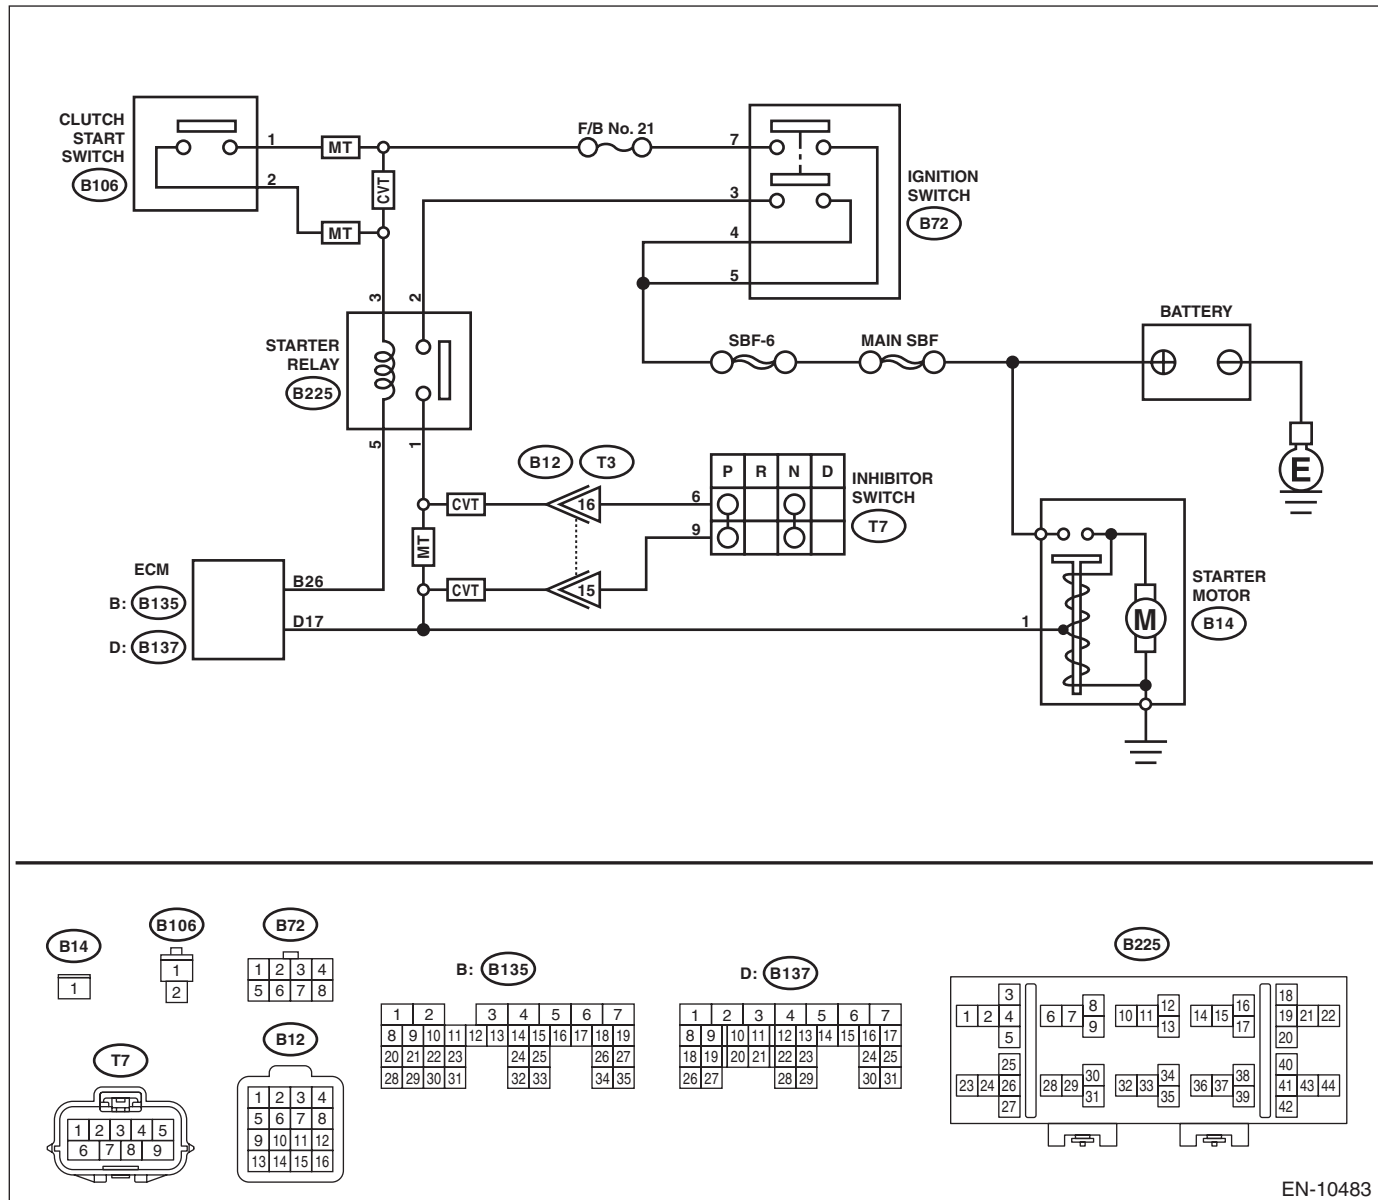 CLUTCH
START
SWITCH
B106
1
2
MT
MT
CVT
F/B No. 21
7
3
4
5
IGNITION
SWITCH
B72
3
2
STARTER
RELAY
B225
5
1
SBF-6
MAIN SBF
BATTERY
E
B12
T3
CVT
16
6
9
P R N D
INHIBITOR
SWITCH
T7
MT
CVT
15
ECM
B: B135
D: B137
B26
D17
1
M
STARTER
MOTOR
B14
B14
1
B106
1
2
B72
1 2 3 4
5 6 7 8
T7
1 2 3 4 5
6 7 8 9
B12
1 2 3 4
5 6 7 8
9 10 11 12
13 14 15 16
B: B135
1 2 3 4 5 6 7
8 9 10 11 12 13 14 15 16 17 18 19
20 21 22 23 24 25 26 27
28 29 30 31 32 33 34 35
D: B137
1 2 3 4 5 6 7
8 9 10 11 12 13 14 15 16 17
18 19 20 21 22 23 24 25
26 27 28 29 30 31
B225
3 8 12 16 18
1 2 4 6 7 10 11 14 15 19 21 22
5 9 13 17 20
25 30 34 38 40
23 24 26 28 29 32 33 36 37 41 43 44
27 31 35 39 42
EN-10483